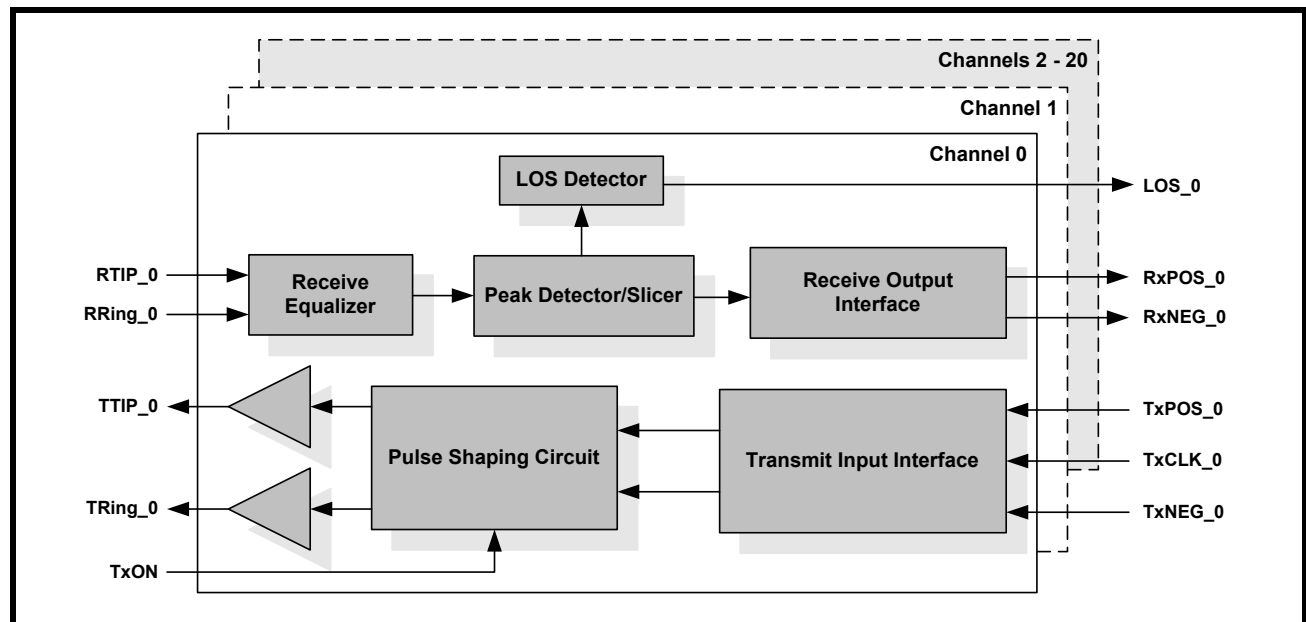 Channels 2 - 20
Channel 1
Channel 0
LOS Detector
LOS_0
RTIP_0
RRing_0
Receive
Equalizer
Peak Detector/Slicer
Receive Output
Interface
RxPOS_0
RxNEG_0
TTIP_0
TRing_0
TxON
Pulse Shaping Circuit
Transmit Input Interface
TxPOS_0
TxCLK_0
TxNEG_0